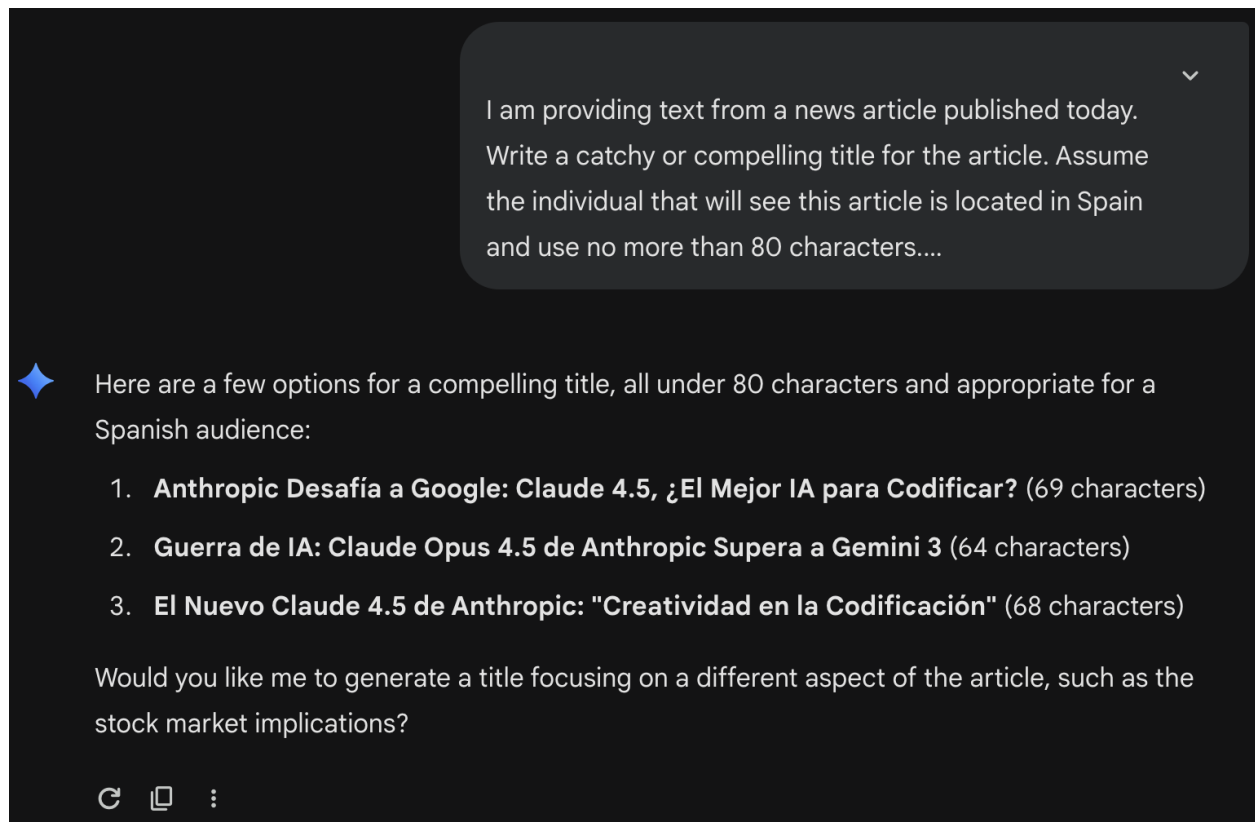 I am providing text from a news article published today.
Write a catchy or compelling title for the article. Assume
the individual that will see this article is located in Spain
and use no more than 80 characters....
Here are a few options for a compelling title, all under 80 characters and appropriate for a
Spanish audience:
1. Anthropic Desafía a Google: Claude 4.5, ¿El Mejor IA para Codificar? (69 characters)
2. Guerra de IA: Claude Opus 4.5 de Anthropic Supera a Gemini 3 (64 characters)
3. El Nuevo Claude 4.5 de Anthropic: "Creatividad en la Codificación" (68 characters)
Would you like me to generate a title focusing on a different aspect of the article, such as the
stock market implications?